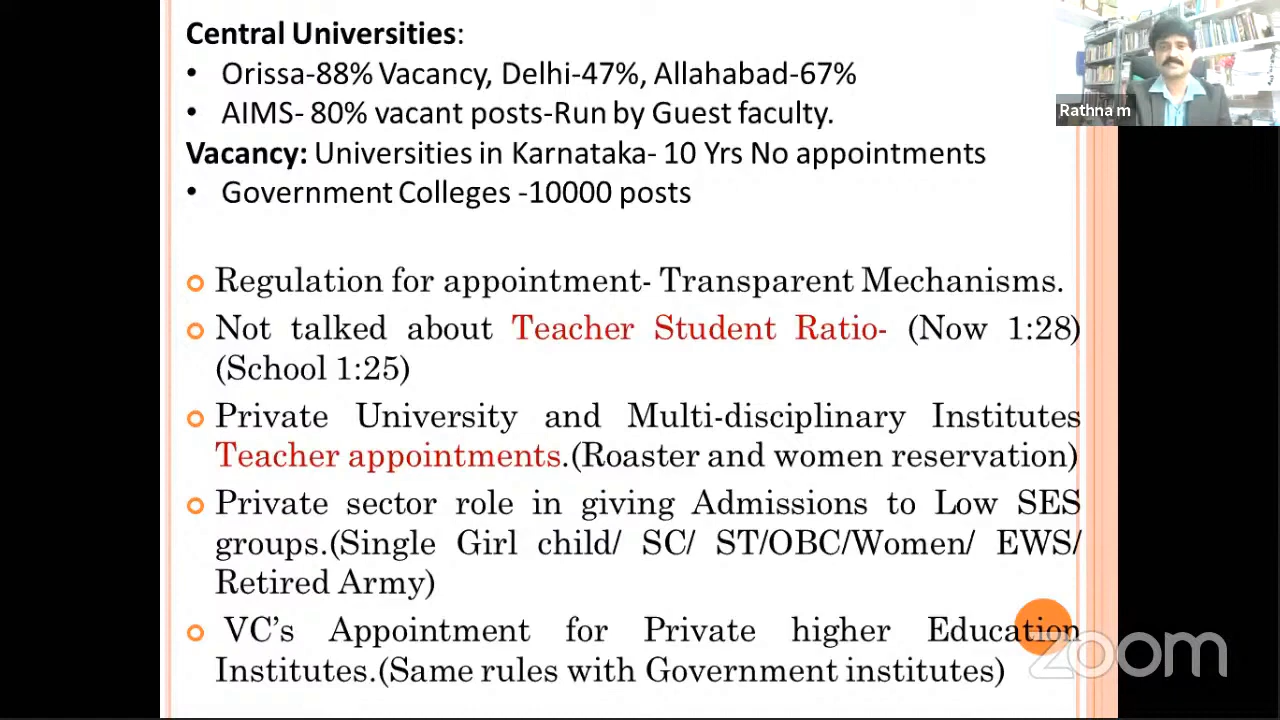 Central Universities:
• Orissa-88% Vacancy, Delhi-47%, Allahabad-67%
• AIMS- 80% vacant posts-Run by Guest faculty.
Vacancy: Universities in Karnataka- 10 Yrs No appointments
• Government Colleges -10000 posts
Regulation for appointment- Transparent Mechanisms.
Not talked about Teacher Student Ratio- (Now 1:28)
(School 1:25)
Private University and Multi-disciplinary Institutes
Teacher appointments.(Roaster and women reservation)
Private sector role in giving Admissions to Low SES
groups.(Single Girl child/ SC/ ST/OBC/Women/ EWS/
Retired Army)
VC’s Appointment for Private higher Education
Institutes.(Same rules with Government institutes)
Rathna m
zoom